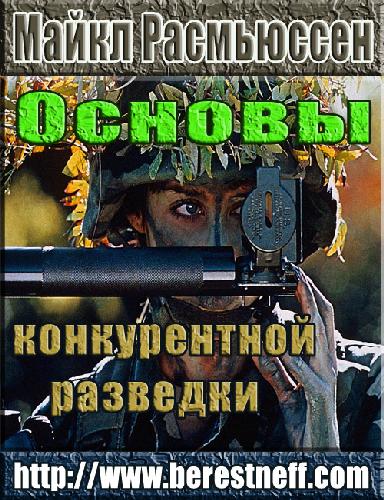 Майкл Расмьюссен
Основы
конкурентной
разведки
http://www.berestneff.com